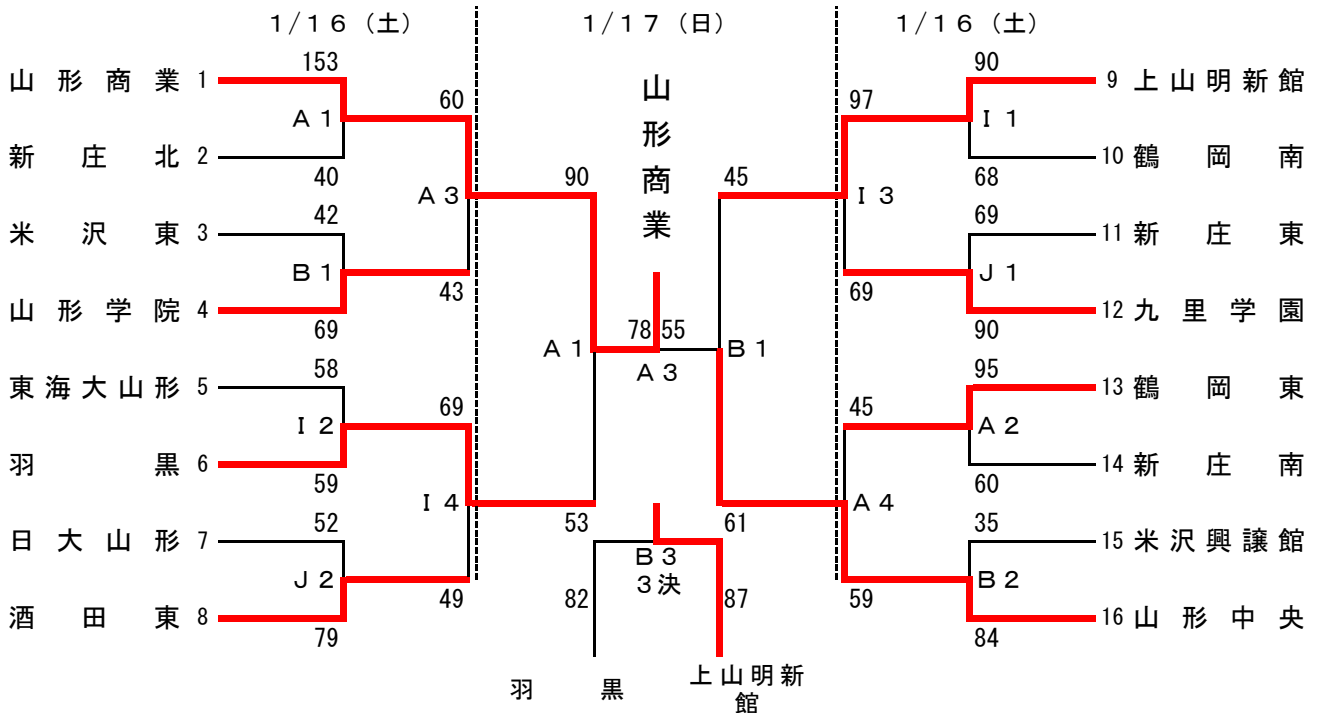 1/16（土）
1/17（日）
1/16（土）
山形商業 1
153
A1
新庄北 2
40
米沢東 3
42
B1
山形学院 4
69
60
A3
43
東海大山形 5
58
I2
羽黒 6
59
日大山形 7
52
J2
酒田東 8
79
69
I4
49
90
A1
53
山形商業
78
55
A3
45
B1
61
B3
3決
82
87
羽黒
上山明新
館
97
I3
69
45
A4
59
90
9 上山明新館
I1
10 鶴岡南
68
69
11 新庄東
J1
12 九里学園
90
95
13 鶴岡東
A2
14 新庄南
60
35
15 米沢興譲館
B2
16 山形中央
84